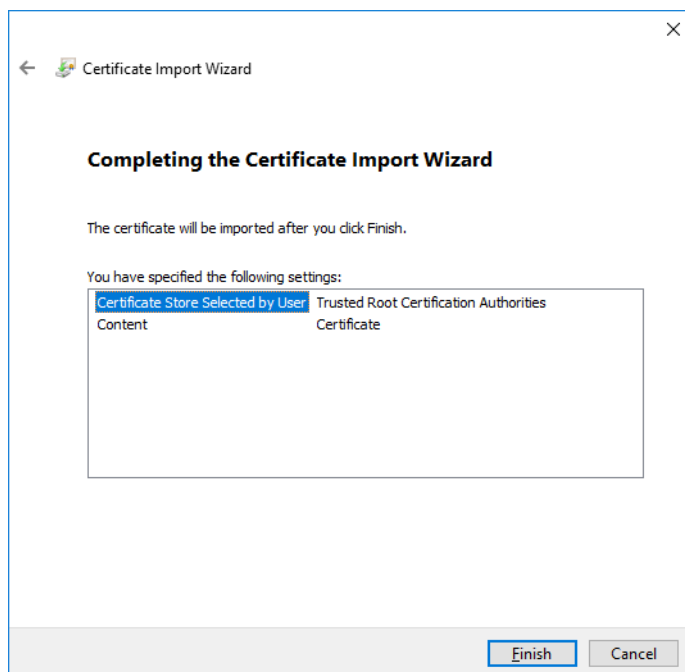 Certificate Import Wizard
Completing the Certificate Import Wizard
The certificate will be imported after you click Finish.
You have specified the following settings:
Certificate Store Selected by User Trusted Root Certification Authorities
Content Certificate
Finish Cancel